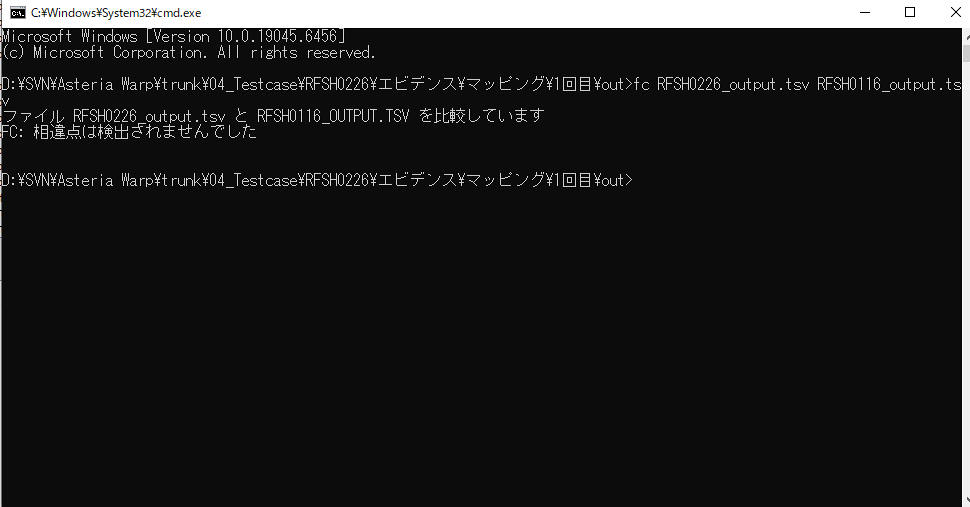 C:¥Windows¥System32¥cmd.exe
Microsoft Windows [Version 10.0.19045.6456]
(c) Microsoft Corporation. All rights reserved.
D:¥SVN¥Asteria Warp¥trunk¥04_Testcase¥RFSH0226¥エビデンス¥マッピング¥1回目¥out>fc RFSH0226_output.tsv RFSH0116_output.ts
v
ファイル RFSH0226_output.tsv と RFSH0116_OUTPUT.TSV を比較しています
FC: 相違点は検出されませんでした
D:¥SVN¥Asteria Warp¥trunk¥04_Testcase¥RFSH0226¥エビデンス¥マッピング¥1回目¥out>